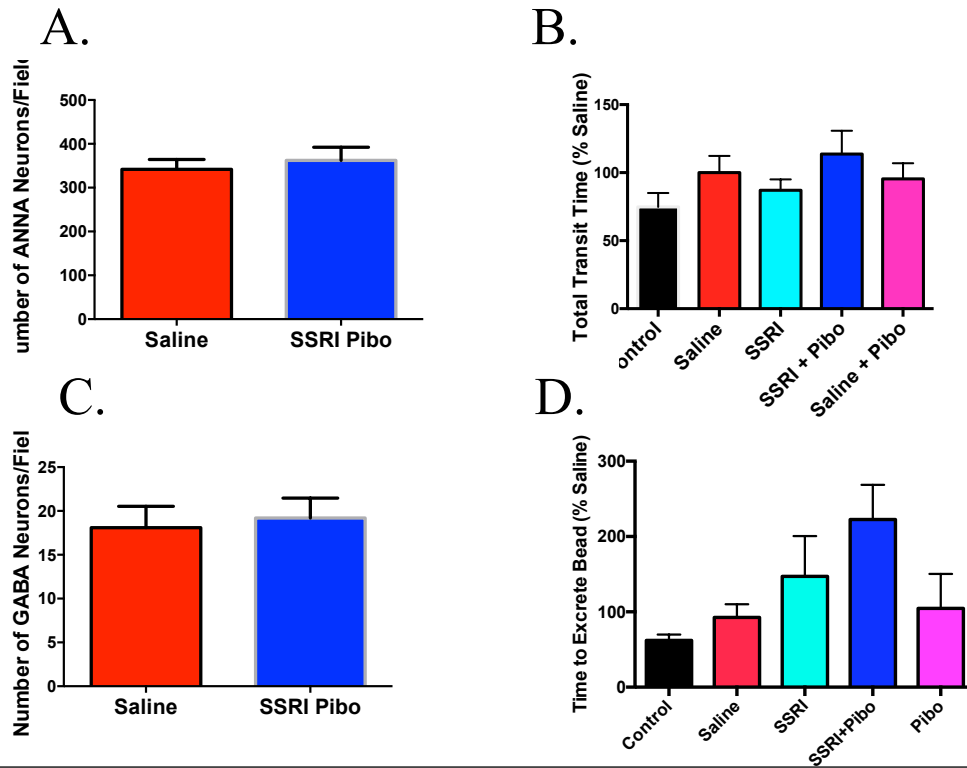 A.
umber of ANNA Neurons/Field
500
400
300
200
100
0
Saline
SSRI Pibo
B.
Total Transit Time (% Saline)
150
100
50
0
ontrol
Saline
SSRI
SSRI + Pibo
Saline + Pibo
C.
Number of GABA Neurons/Fiel
25
20
15
10
5
0
Saline
SSRI Pibo
D.
Time to Excrete Bead (% Saline)
300
200
100
0
Control
Saline
SSRI
SSRI+Pibo
Pibo